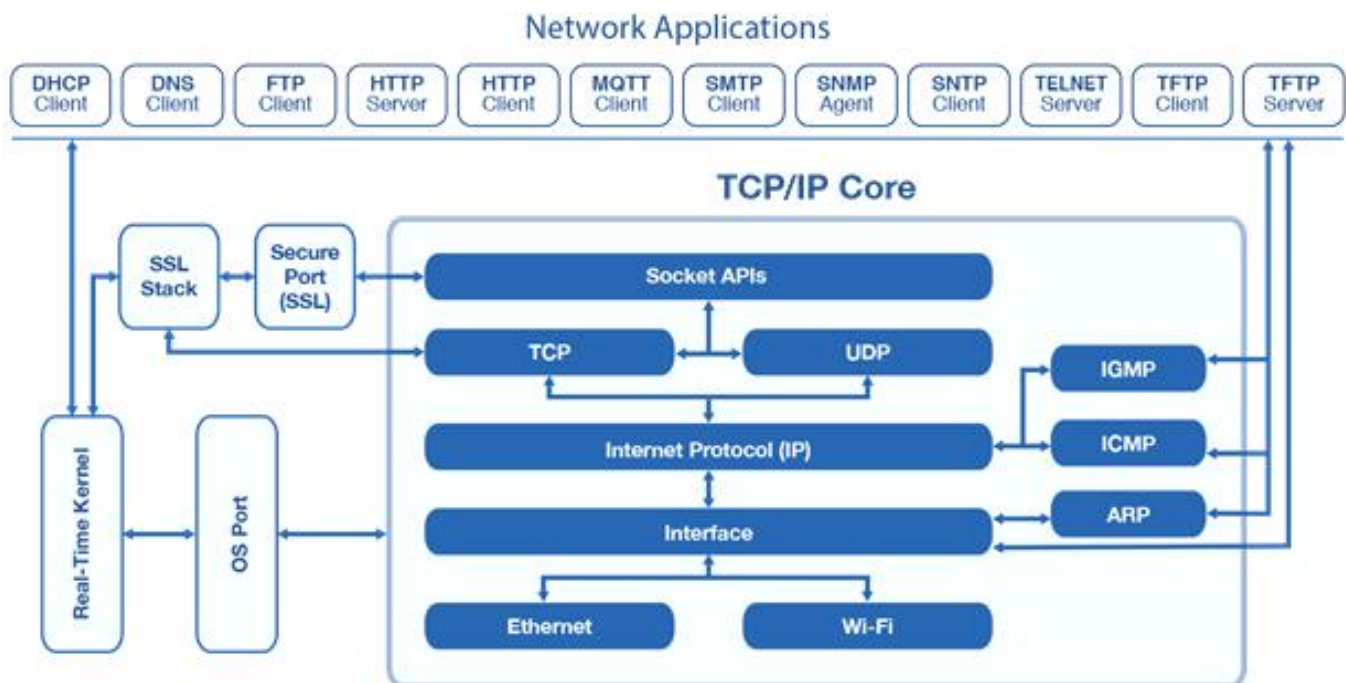 Network Applications
DHCP
Client
DNS
Client
FTP
Client
HTTP
Server
HTTP
Client
MQTT
Client
SMTP
Client
SNMP
Agent
SNTP
Client
TELNET
Server
TFTP
Client
TFTP
Server
TCP/IP Core
SSL
Stack
Secure
Port
(SSL)
Socket APIs
TCP
UDP
IGMP
Internet Protocol (IP)
ICMP
Real-Time Kernel
OS Port
Interface
ARP
Ethernet
Wi-Fi